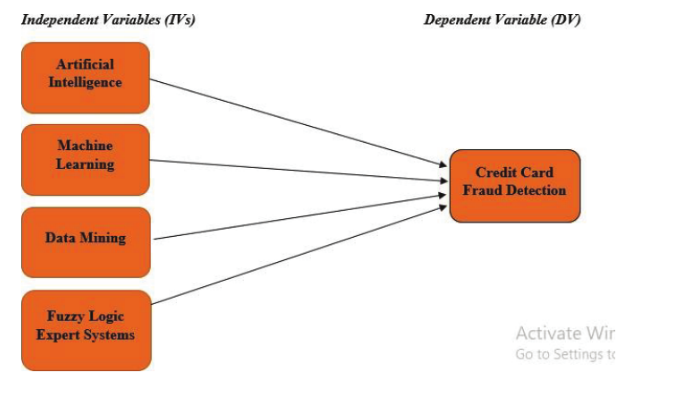 Independent Variables (IVs)
Dependent Variable (DV)
Artificial
Intelligence
Machine
Learning
Data Mining
Fuzzy Logic
Expert Systems
Credit Card
Fraud Detection
Activate Wir
Go to Settings to